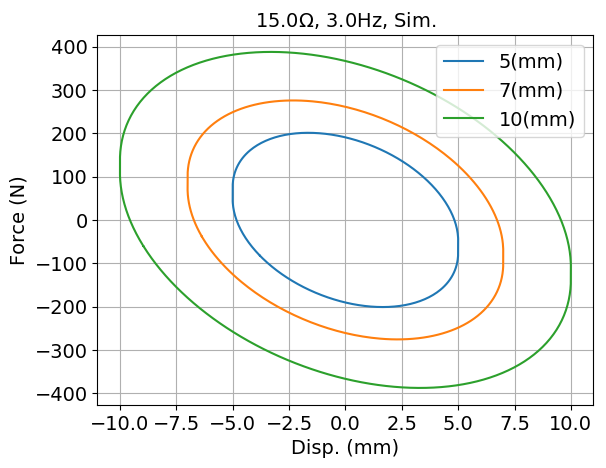 15.0Ω, 3.0Hz, Sim.
5(mm)
7(mm)
10(mm)
400
300
200
100
0
−100
−200
−300
−400
Force (N)
−10.0 −7.5 −5.0 −2.5 0.0 2.5 5.0 7.5 10.0
Disp. (mm)